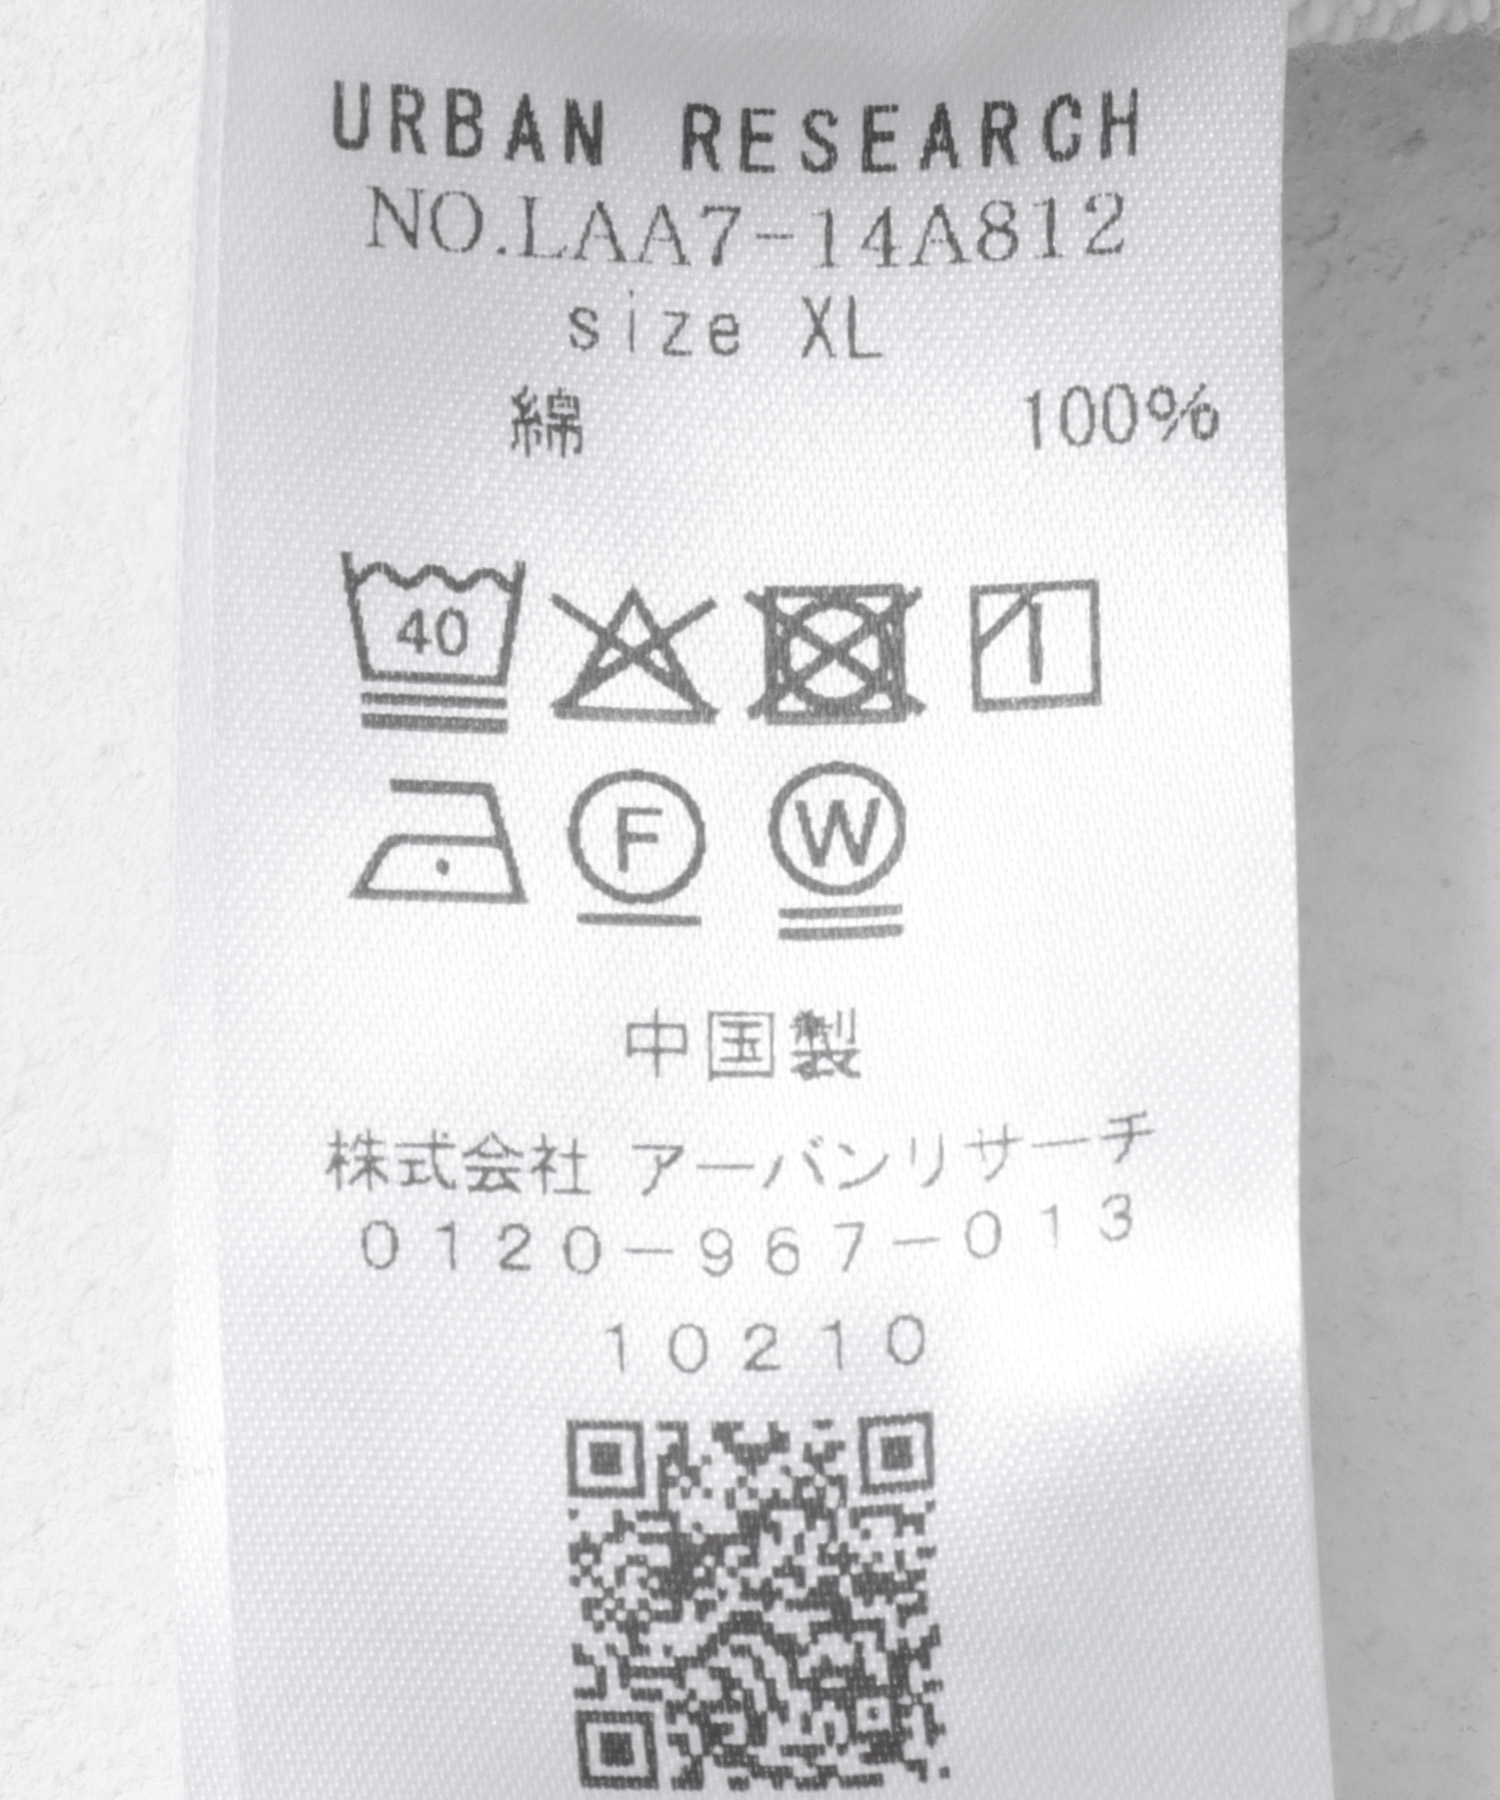 URBAN RESEARCH
NO.LAA7-14A812
size XL
綿 100%
40
F W
中国製
株式会社 アーバンリサーチ
0120-967-013
10210